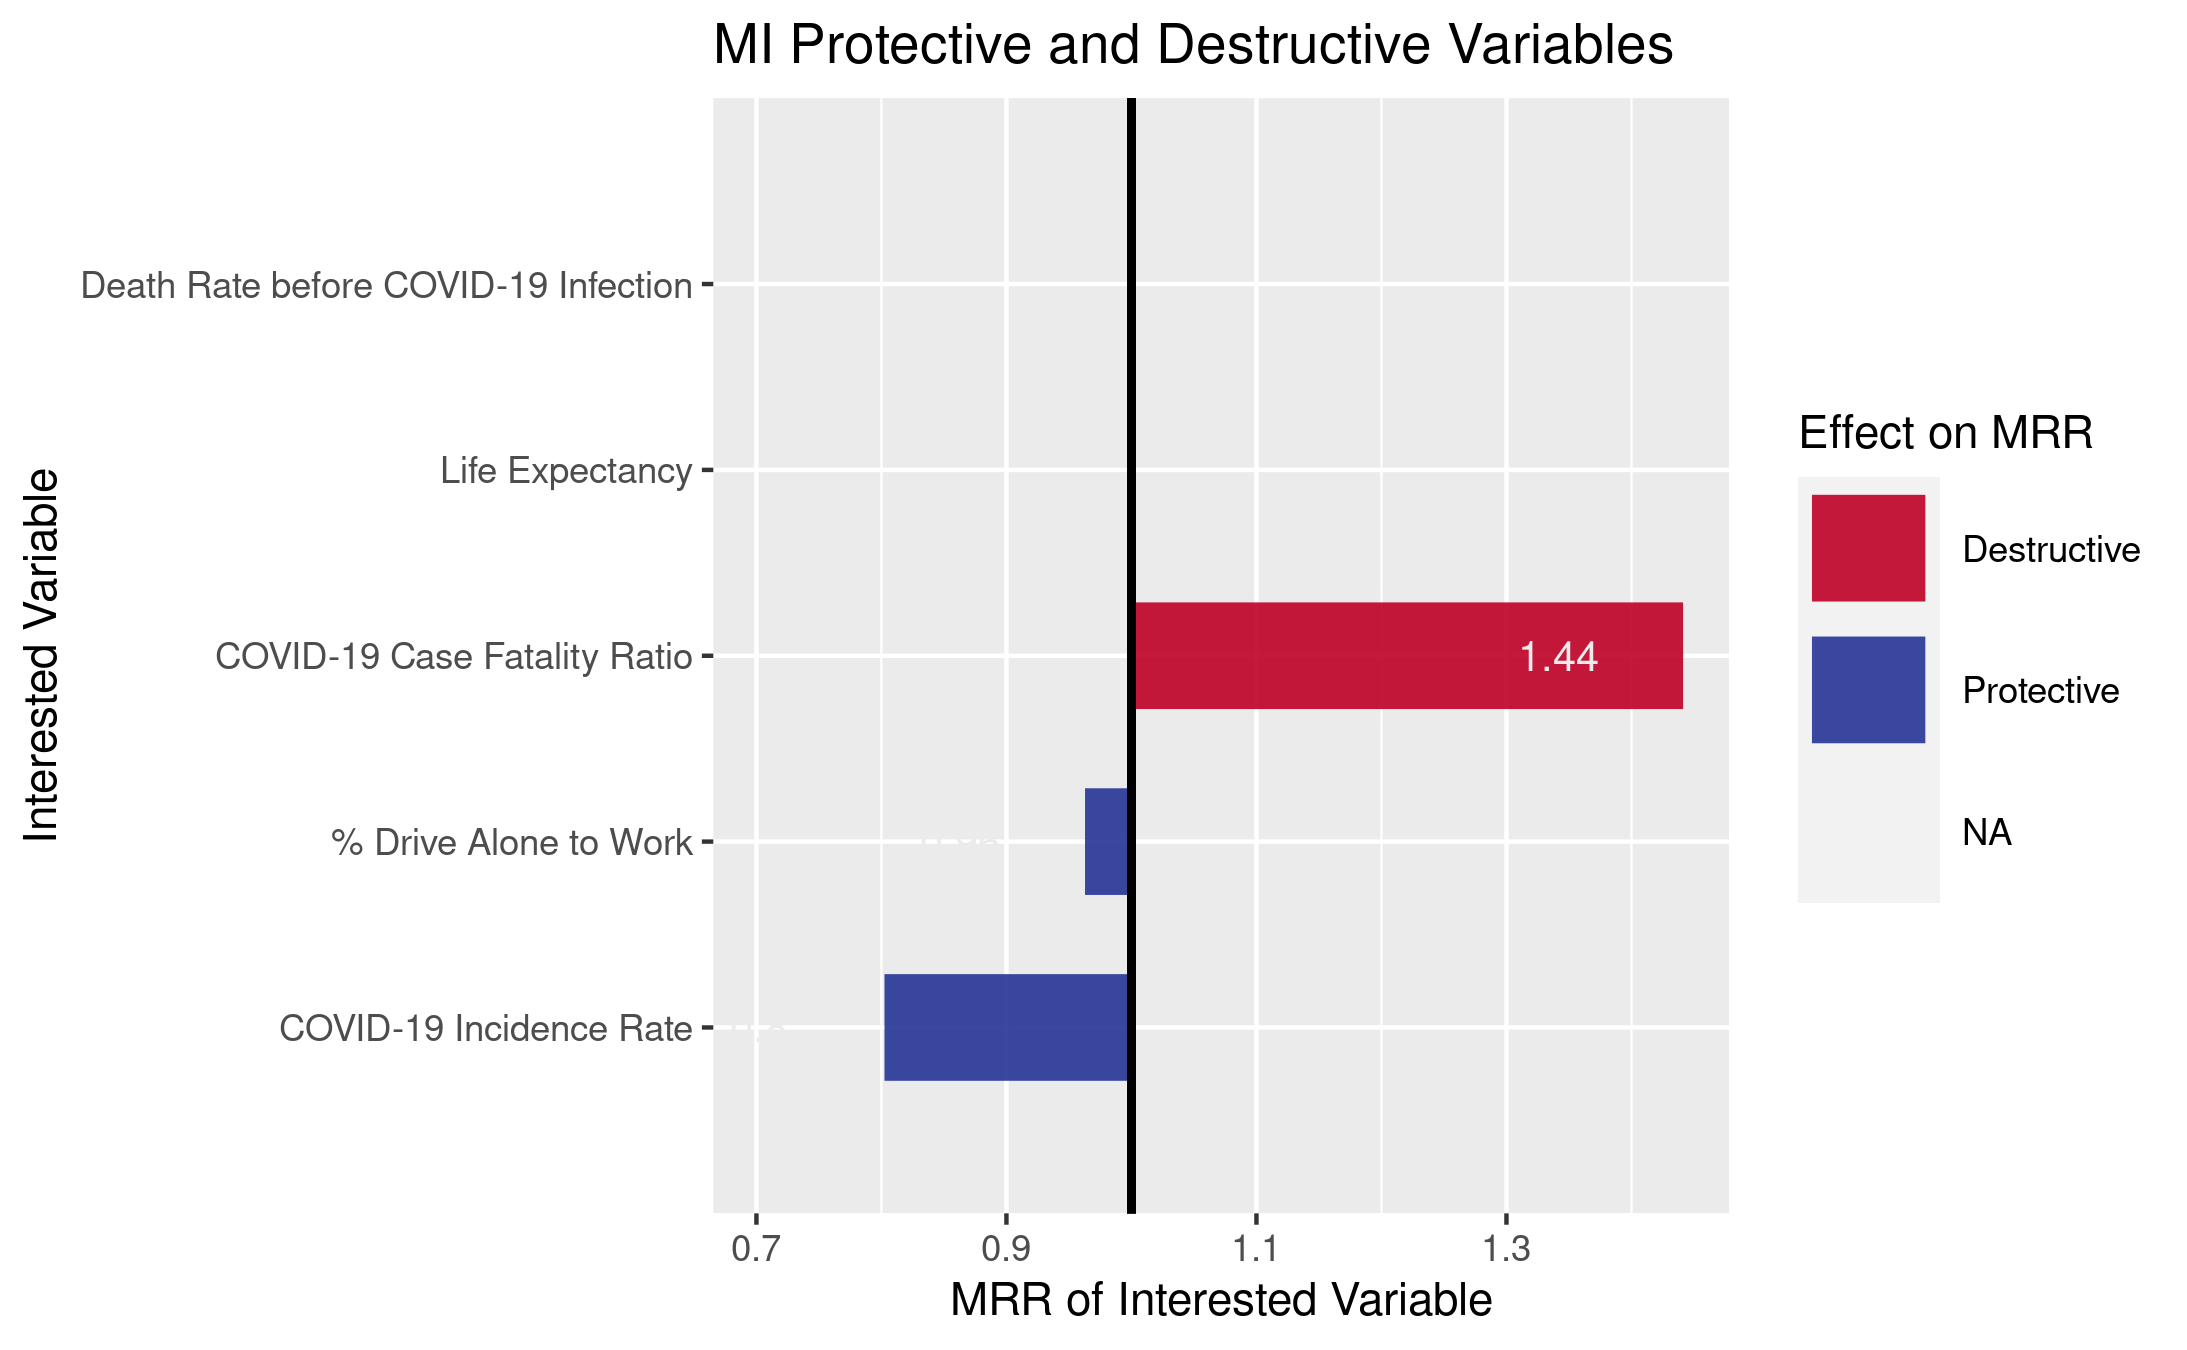 MI Protective and Destructive Variables
Interested Variable
Death Rate before COVID-19 Infection
Life Expectancy
COVID-19 Case Fatality Ratio
1.44
% Drive Alone to Work
COVID-19 Incidence Rate
0.7
0.9
1.1
1.3
MRR of Interested Variable
Effect on MRR
Destructive
Protective
NA